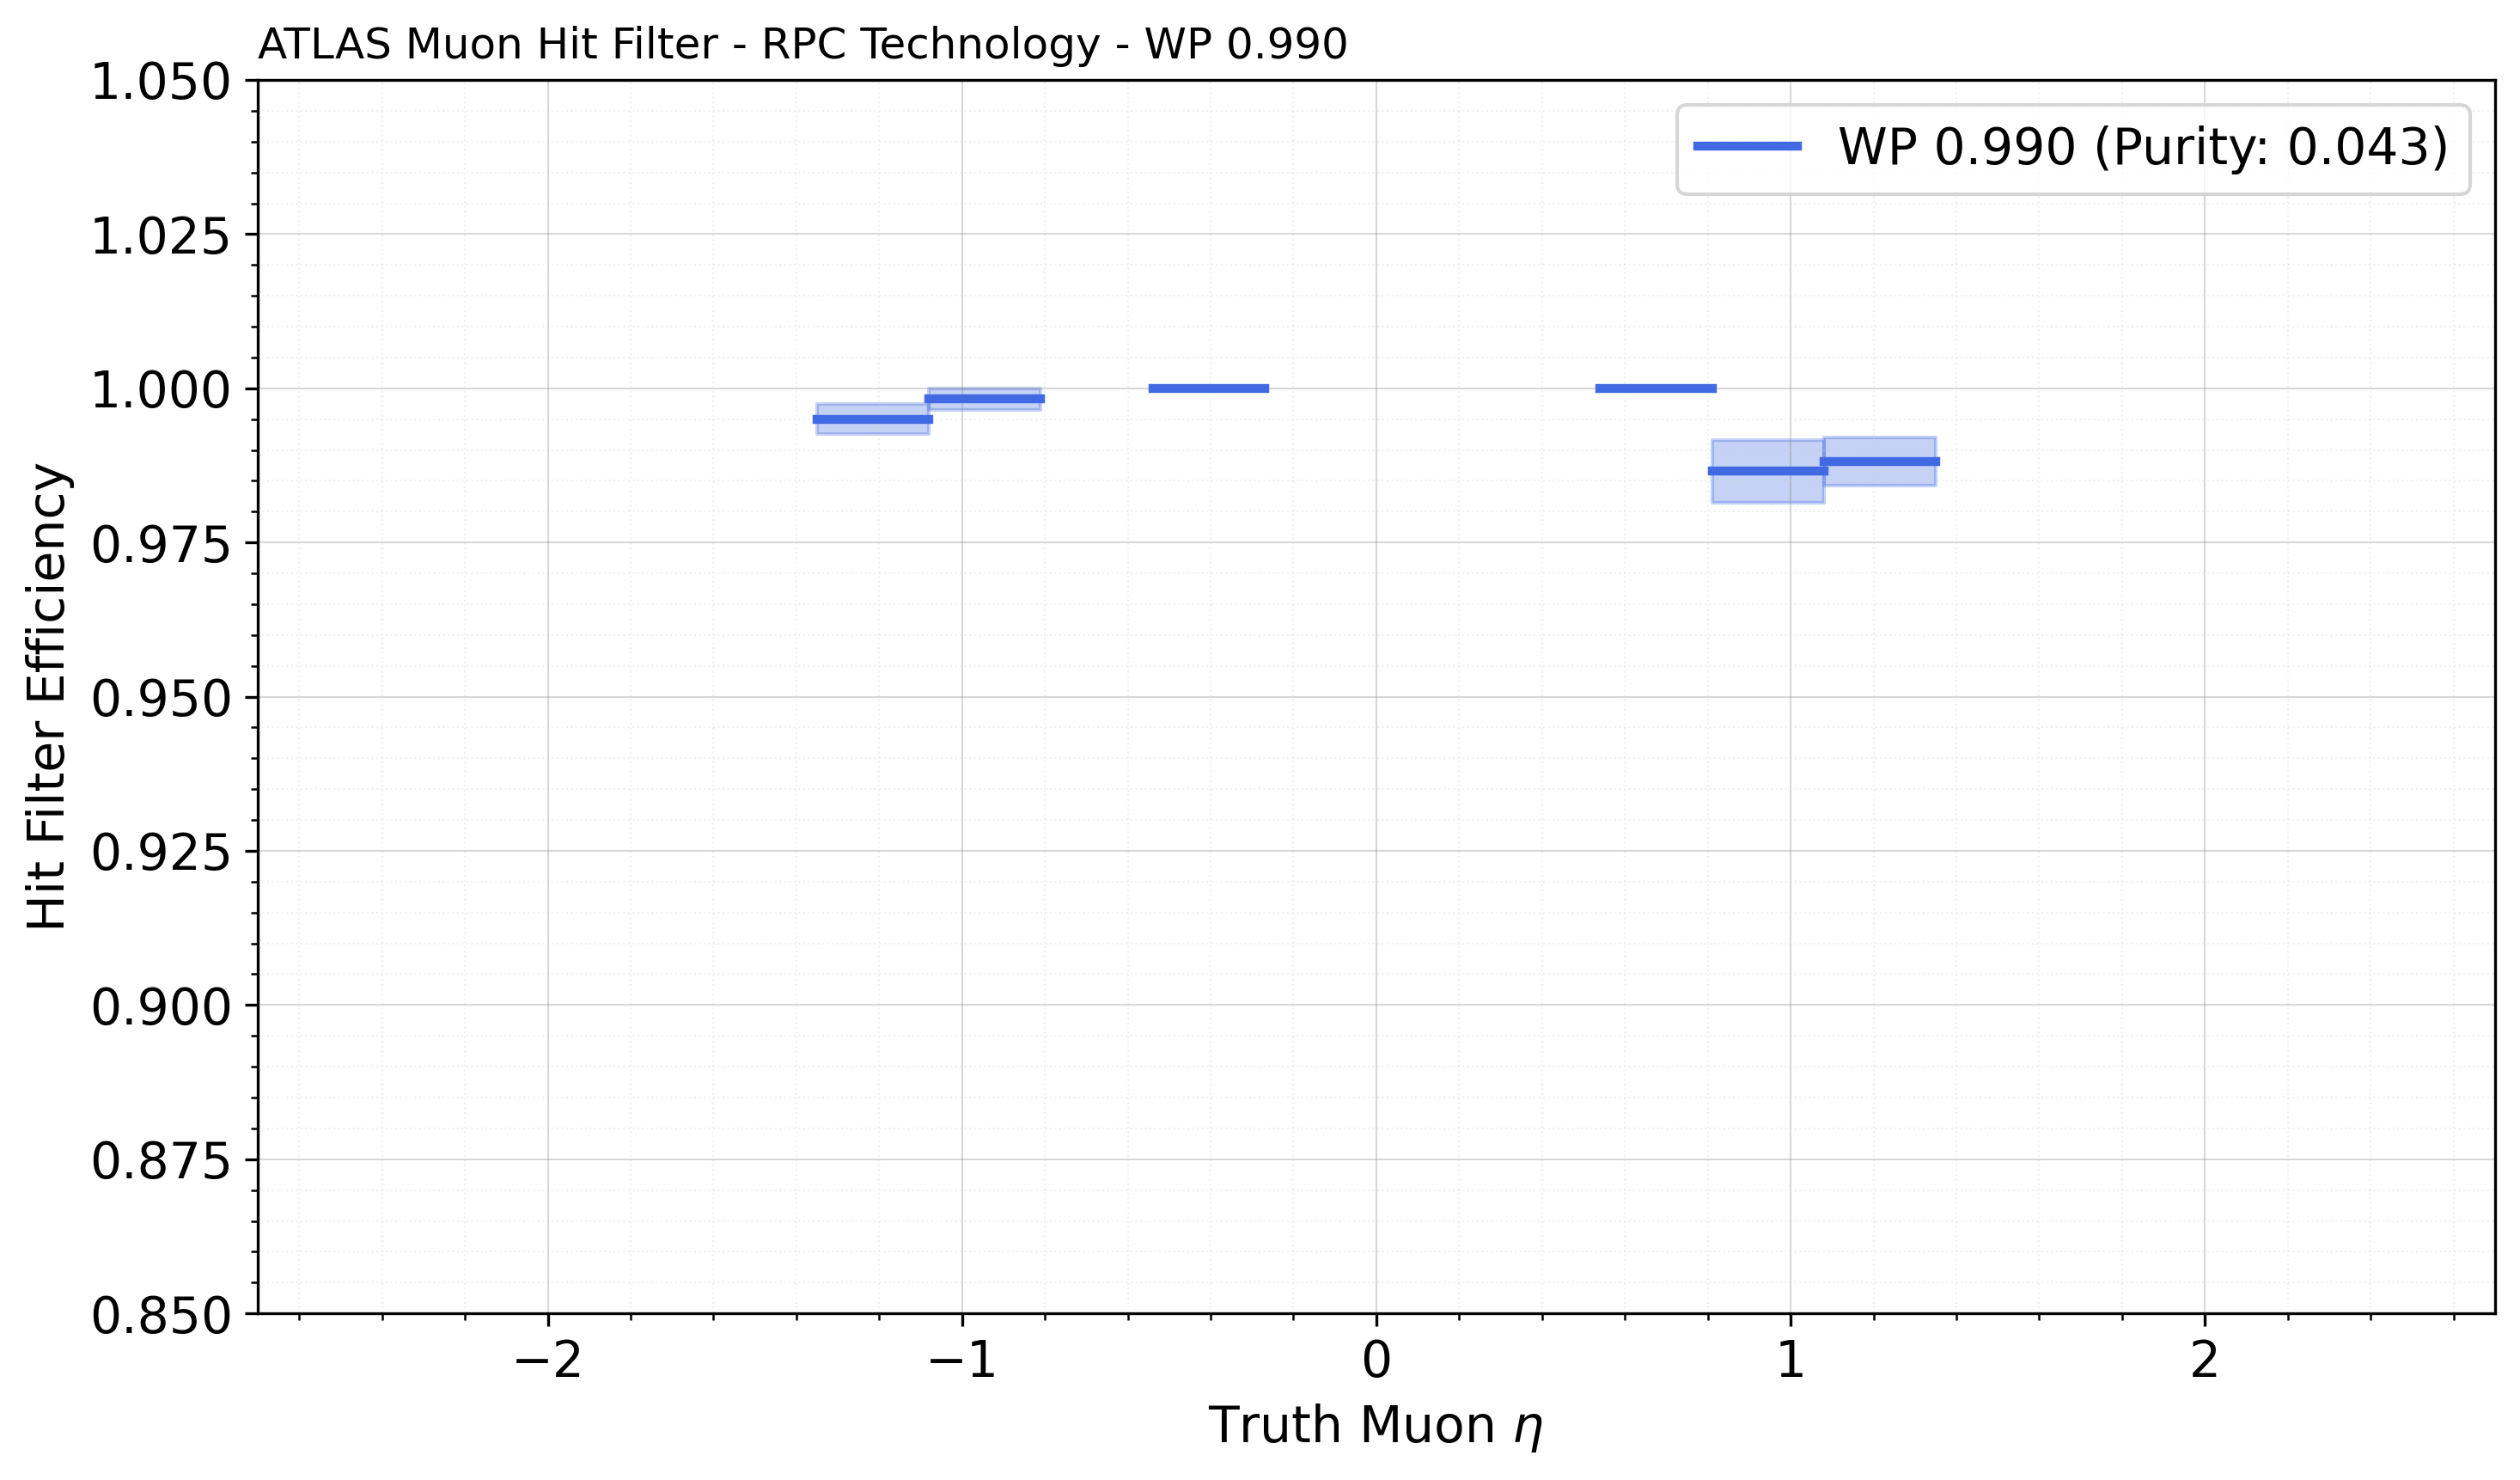 ATLAS Muon Hit Filter - RPC Technology - WP 0.990
WP 0.990 (Purity: 0.043)
Hit Filter Efficiency
1.050
1.025
1.000
0.975
0.950
0.925
0.900
0.875
0.850
−2 −1 0 1 2
Truth Muon η